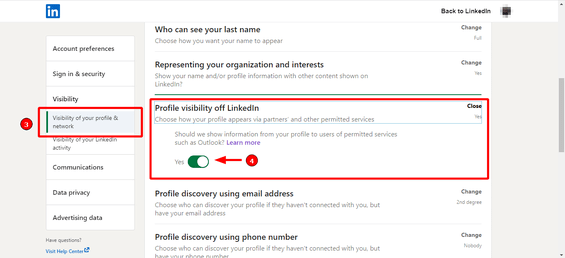 in
Back to LinkedIn
Account preferences
Sign in & security
Visibility
3
Visibility of your profile &
network
Visibility of your LinkedIn
activity
Communications
Data privacy
Advertising data
Have questions?
Visit Help Center
Who can see your last name
Change
Choose how you want your name to appear
Full
Representing your organization and interests
Change
Show your name and/or profile information with other content shown on
Yes
LinkedIn?
Profile visibility off LinkedIn
Close
Choose how your profile appears via partners' and other permitted services
Yes
Should we show information from your profile to users of permitted services
such as Outlook? Learn more
Yes
4
Profile discovery using email address
Change
Choose who can discover your profile if they haven't connected with you, but
2nd degree
have your email address
Profile discovery using phone number
Change
Choose who can discover your profile if they haven't connected with you, but
Nobody
have your phone number